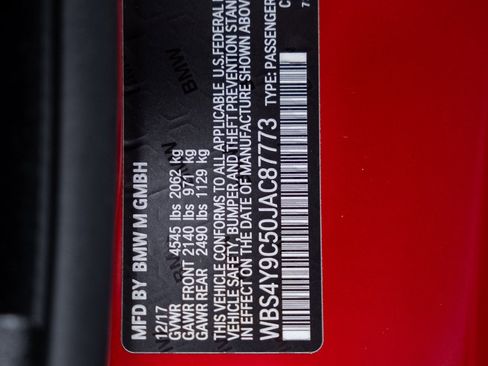 MFD BY BMW M GMBH
12/17
GVWR 4545 lbs 2062 kg
GAWR FRONT 2140 lbs 971 kg
GAWR REAR 2490 lbs 1129 kg
THIS VEHICLE CONFORMS TO ALL APPLICABLE U.S.FEDERAL
VEHICLE SAFETY, BUMPER AND THEFT PREVENTION STAN
IN EFFECT ON THE DATE OF MANUFACTURE SHOWN ABOV
WBS4Y9C50JAC87773 TYPE: PASSENGER
BMW
BMW